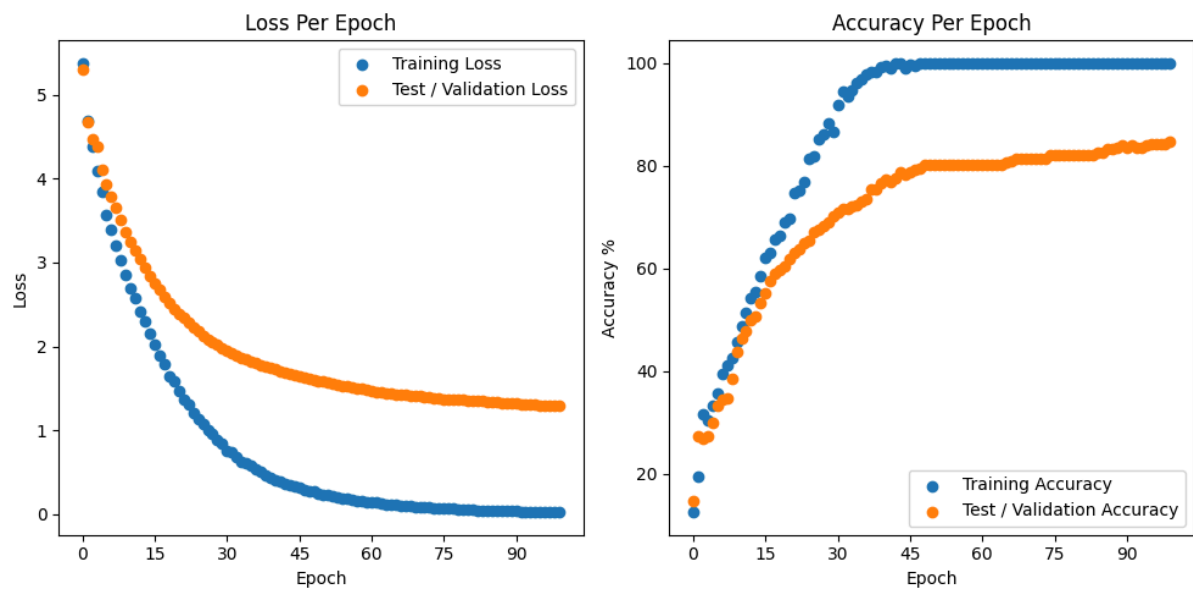 Loss Per Epoch
Training Loss
Test / Validation Loss
Loss
5
4
3
2
1
0
0 15 30 45 60 75 90
Epoch
Accuracy Per Epoch
Accuracy %
100
80
60
40
20
Training Accuracy
Test / Validation Accuracy
0 15 30 45 60 75 90
Epoch